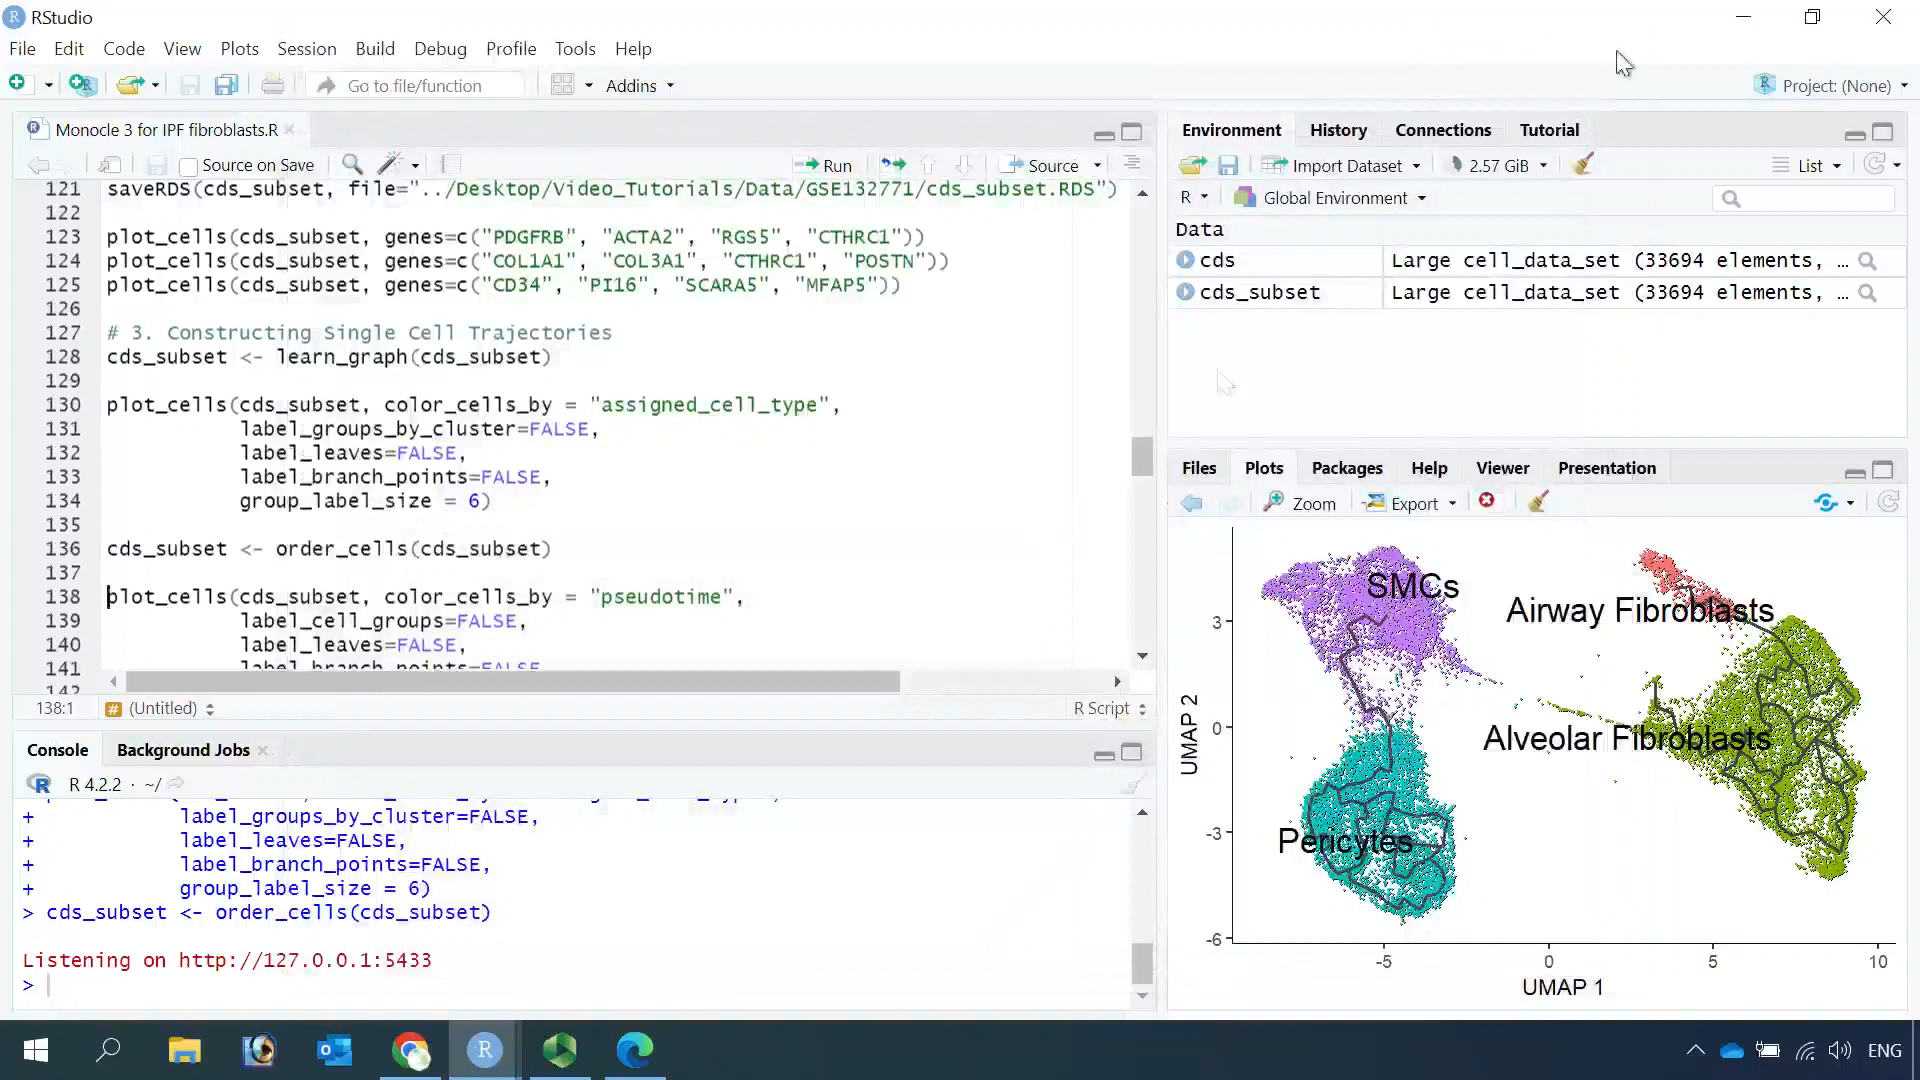 RStudio
File Edit Code View Plots Session Build Debug Profile Tools Help
Go to file/function Addins Project: (None)
Monocle 3 for IPF fibroblasts.R
Source on Save Run Source
121 saveRDS(cds_subset, file="../Desktop/Video_Tutorials/Data/GSE132771/cds_subset.RDS")
122
123 plot_cells(cds_subset, genes=c("PDGFRB", "ACTA2", "RGS5", "CTHRC1"))
124 plot_cells(cds_subset, genes=c("COL1A1", "COL3A1", "CTHRC1", "POSTN"))
125 plot_cells(cds_subset, genes=c("CD34", "PI16", "SCARA5", "MFAP5"))
126
127 # 3. Constructing Single Cell Trajectories
128 cds_subset <- learn_graph(cds_subset)
129
130 plot_cells(cds_subset, color_cells_by = "assigned_cell_type",
131 label_groups_by_cluster=FALSE,
132 label_leaves=FALSE,
133 label_branch_points=FALSE,
134 group_label_size = 6)
135
136 cds_subset <- order_cells(cds_subset)
137
138 plot_cells(cds_subset, color_cells_by = "pseudotime",
139 label_cell_groups=FALSE,
140 label_leaves=FALSE,
141 label_branch_points=FALSE
142
138:1 # (Untitled) R Script
Console Background Jobs
R 4.2.2 · ~/
+ label_groups_by_cluster=FALSE,
+ label_leaves=FALSE,
+ label_branch_points=FALSE,
+ group_label_size = 6)
> cds_subset <- order_cells(cds_subset)
Listening on http://127.0.0.1:5433
>
Environment History Connections Tutorial
Import Dataset 2.57 GiB List
R Global Environment
Data
cds Large cell_data_set (33694 elements, …
cds_subset Large cell_data_set (33694 elements, …
Files Plots Packages Help Viewer Presentation
Zoom Export
SMCs
Airway Fibroblasts
Alveolar Fibroblasts
Pericytes
UMAP 2
3
0
-3
-6
-5 0 5 10
UMAP 1
ENG